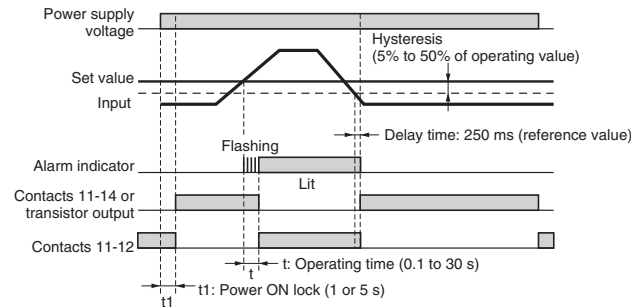 Power supply
voltage
Hysteresis
(5% to 50% of operating value)
Set value
Input
Flashing
Delay time: 250 ms (reference value)
Alarm indicator
Lit
Contacts 11-14 or
transistor output
Contacts 11-12
t
t: Operating time (0.1 to 30 s)
t1
t1: Power ON lock (1 or 5 s)